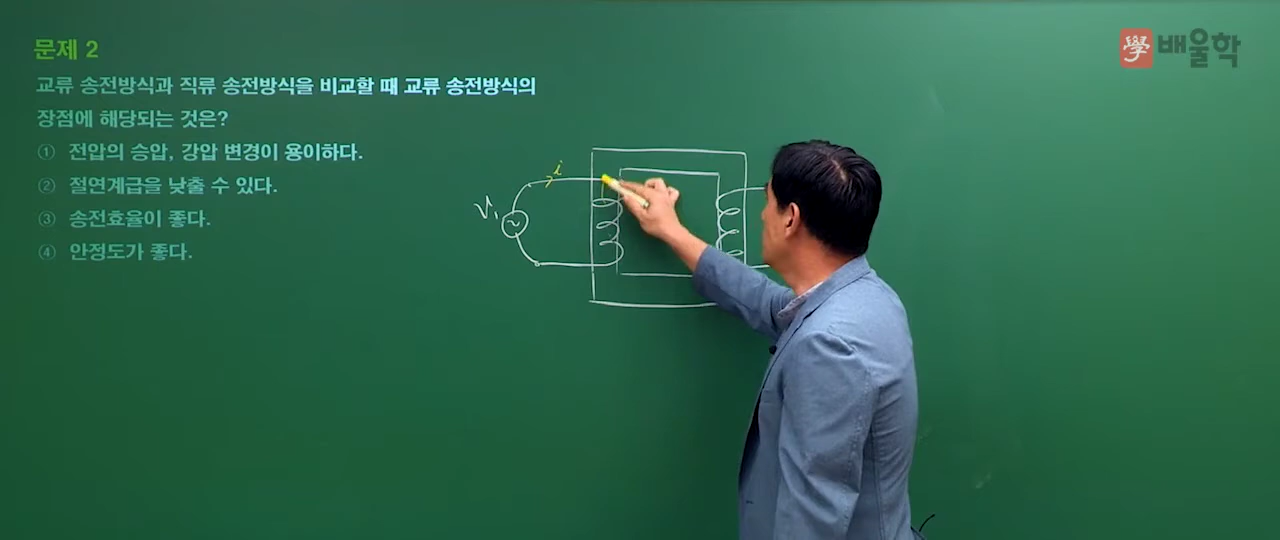 문제 2
교류 송전방식과 직류 송전방식을 비교할 때 교류 송전방식의
장점에 해당되는 것은?
① 전압의 승압, 강압 변경이 용이하다.
② 절연계급을 낮출 수 있다.
③ 송전효율이 좋다.
④ 안정도가 좋다.
學 배울학
i
V₁
~